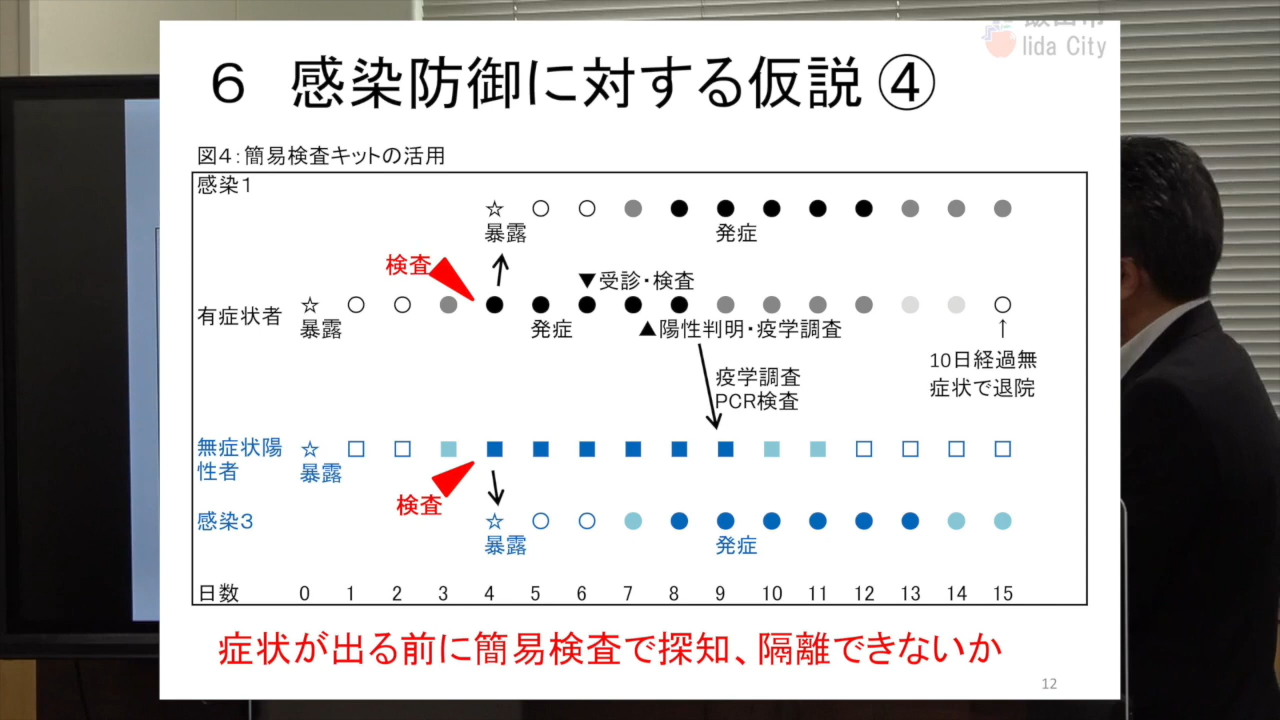 Iida City
6 感染防御に対する仮説④
図4:簡易検査キットの活用
感染1
暴露 発症
検査
▼受診・検査
有症状者
暴露 発症 ▲陽性判明・疫学調査
10日経過無
症状で退院
疫学調査
PCR検査
無症状陽
性者
暴露
検査
感染3
暴露 発症
日数 0 1 2 3 4 5 6 7 8 9 10 11 12 13 14 15
症状が出る前に簡易検査で探知、隔離できないか
12